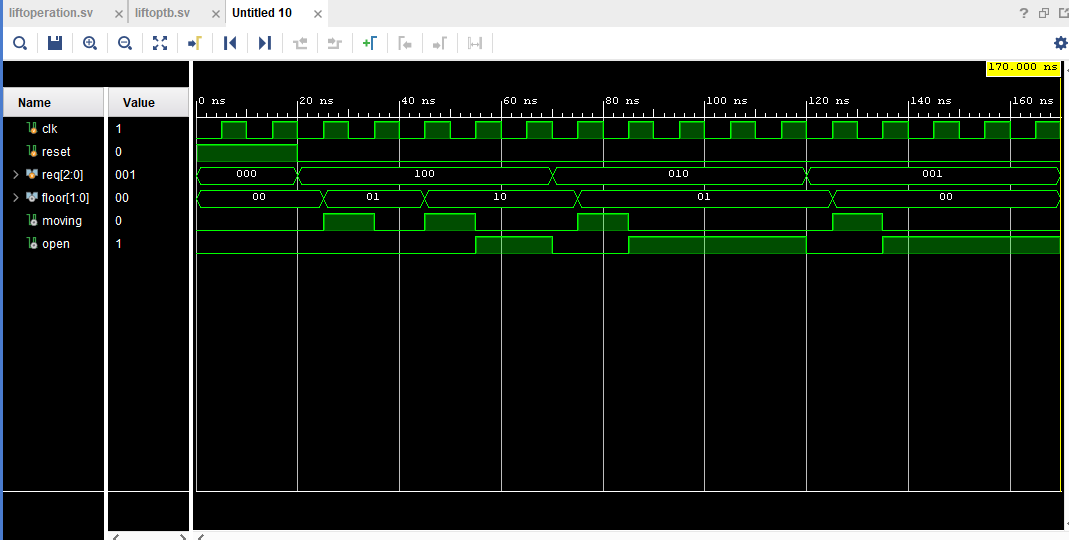 liftoperation.sv × liftoptb.sv × Untitled 10 × ?
170.000 ns
Name Value
0 ns 20 ns 40 ns 60 ns 80 ns 100 ns 120 ns 140 ns 160 ns
clk 1
reset 0
req[2:0] 001 000 100 010 001
floor[1:0] 00 00 01 10 01 00
moving 0
open 1